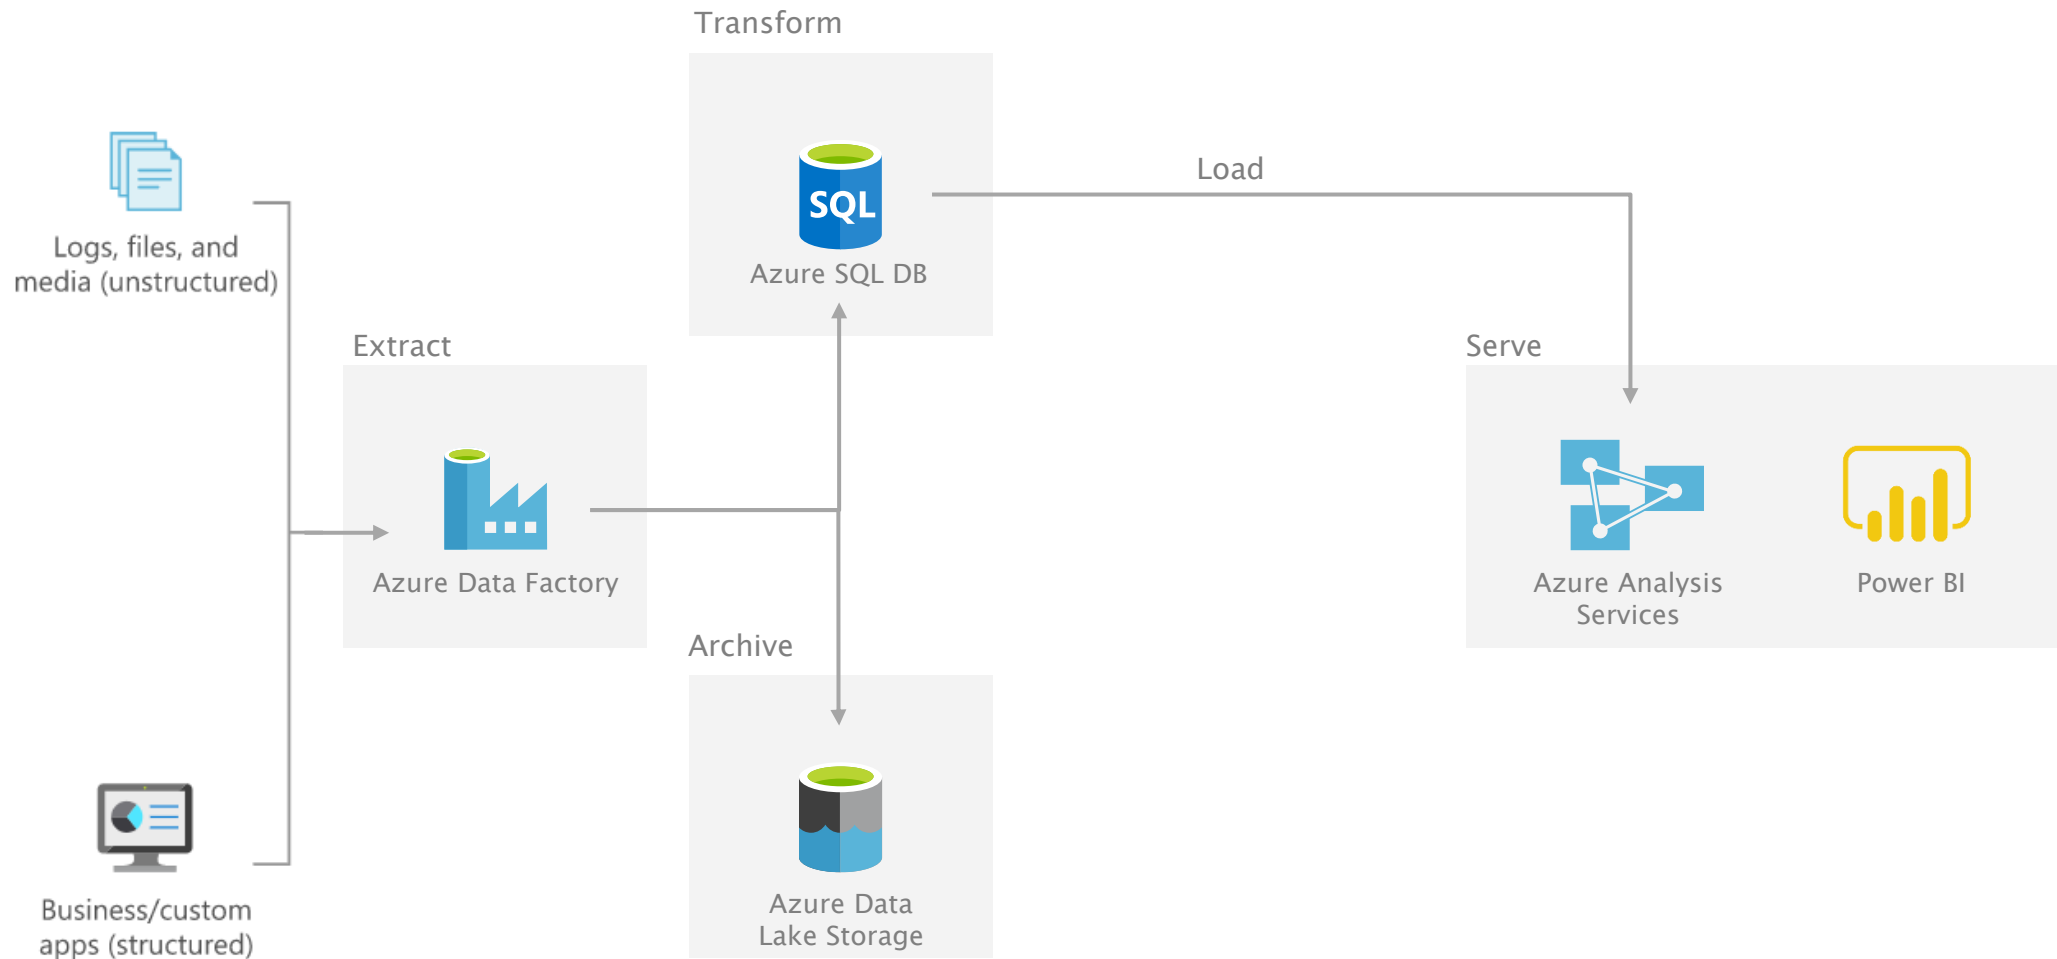 Transform
SQL
Azure SQL DB
Load
Logs, files, and
media (unstructured)
Extract
Azure Data Factory
Serve
Azure Analysis
Services
Power BI
Archive
Azure Data
Lake Storage
Business/custom
apps (structured)